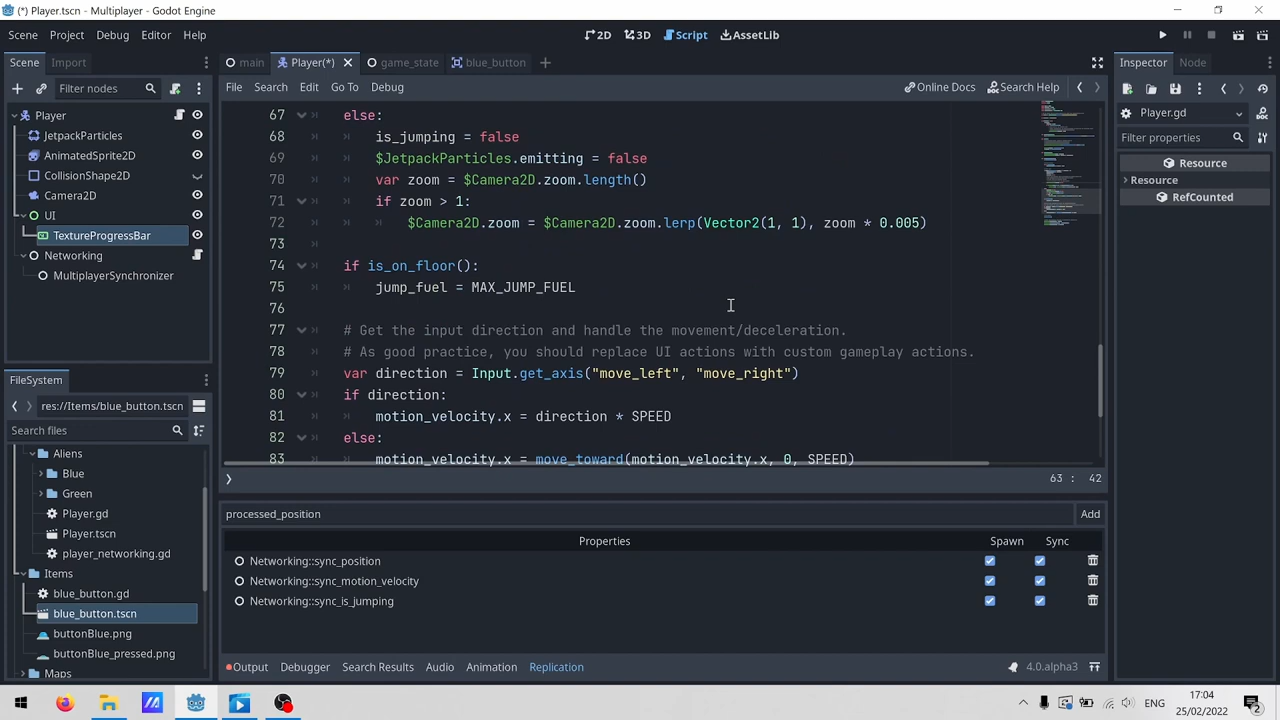 (*) Player.tscn - Multiplayer - Godot Engine
Scene Project Debug Editor Help
2D 3D Script AssetLib
Scene Import
main Player(*) game_state blue_button
Inspector Node
Filter nodes
File Search Edit Go To Debug
Online Docs Search Help
Player
JetpackParticles
AnimatedSprite2D
CollisionShape2D
Camera2D
UI
TextureProgressBar
Networking
MultiplayerSynchronizer
67 else:
68 is_jumping = false
69 $JetpackParticles.emitting = false
70 var zoom = $Camera2D.zoom.length()
71 if zoom > 1:
72 $Camera2D.zoom = $Camera2D.zoom.lerp(Vector2(1, 1), zoom * 0.005)
73
74 if is_on_floor():
75 jump_fuel = MAX_JUMP_FUEL
76
77 # Get the input direction and handle the movement/deceleration.
78 # As good practice, you should replace UI actions with custom gameplay actions.
79 var direction = Input.get_axis("move_left", "move_right")
80 if direction:
81 motion_velocity.x = direction * SPEED
82 else:
83 motion_velocity.x = move_toward(motion_velocity.x, 0, SPEED)
63 : 42
Player.gd
Filter properties
Resource
Resource
RefCounted
FileSystem
res://Items/blue_button.tscn
Search files
Aliens
Blue
Green
Player.gd
Player.tscn
player_networking.gd
Items
blue_button.gd
blue_button.tscn
buttonBlue.png
buttonBlue_pressed.png
Maps
processed_position Add
Properties Spawn Sync
Networking::sync_position
Networking::sync_motion_velocity
Networking::sync_is_jumping
Output Debugger Search Results Audio Animation Replication
4.0.alpha3
ENG
17:04
25/02/2022
2